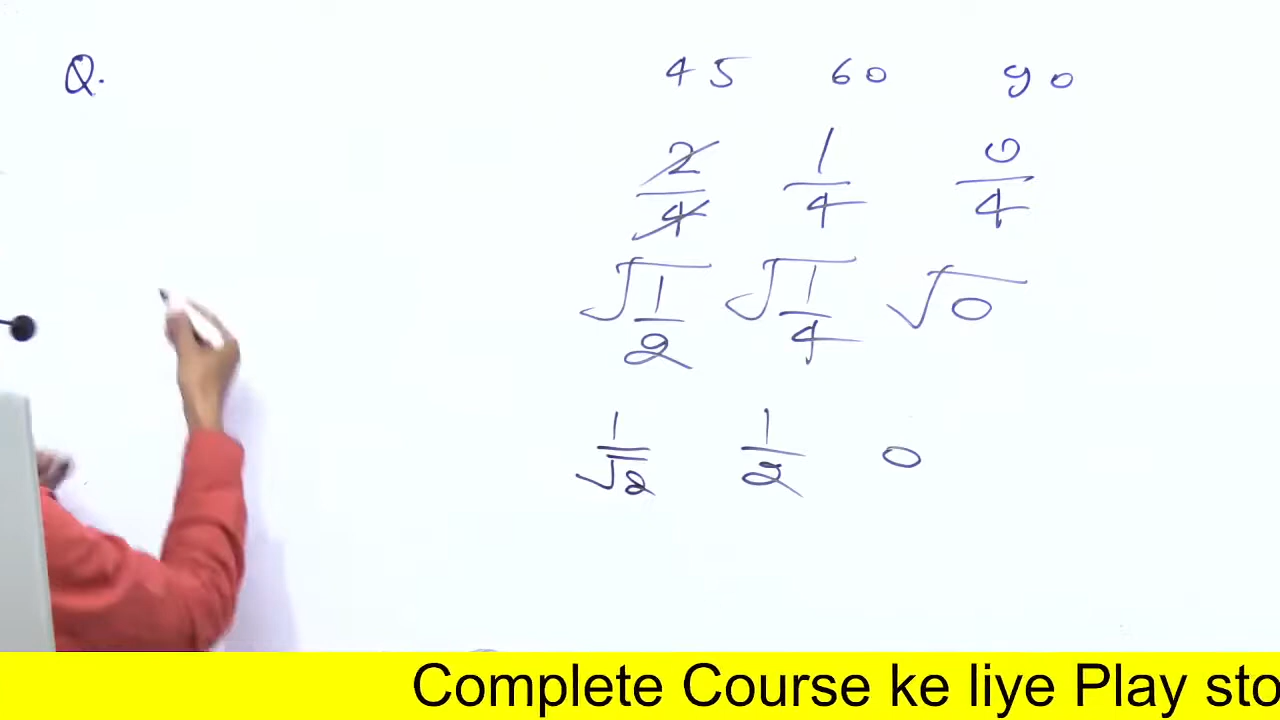 Q. 45 60 90
2/4 1/4 0/4
√1/2 √1/4 √0
1/√2 1/2 0
Complete Course ke liye Play sto